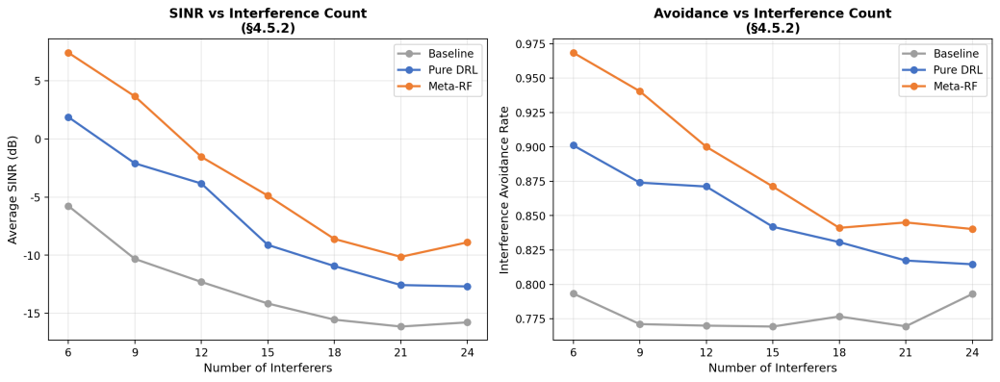 SINR vs Interference Count
(§4.5.2)
Average SINR (dB)
5
0
-5
-10
-15
6 9 12 15 18 21 24
Number of Interferers
Baseline
Pure DRL
Meta-RF
Avoidance vs Interference Count
(§4.5.2)
Interference Avoidance Rate
0.975
0.950
0.925
0.900
0.875
0.850
0.825
0.800
0.775
6 9 12 15 18 21 24
Number of Interferers
Baseline
Pure DRL
Meta-RF